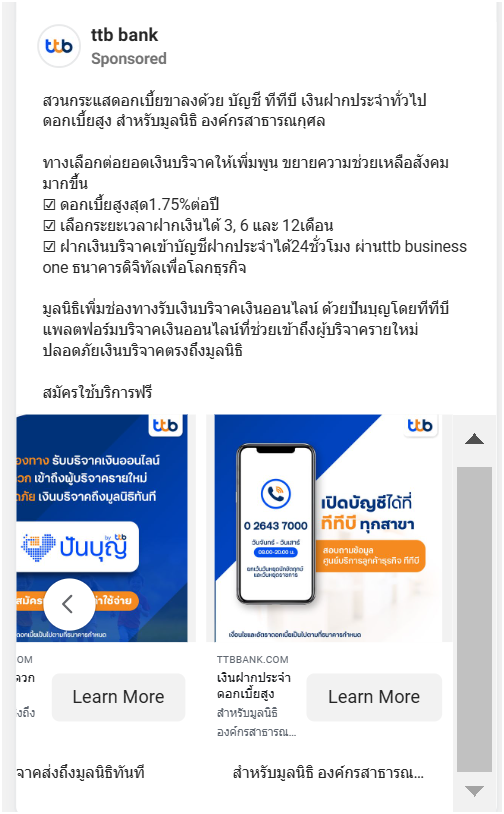 ttb bank
Sponsored
สวนกระแสดอกเบี้ยขาลงด้วย บัญชี ทีทีบี เงินฝากประจำทั่วไป
ดอกเบี้ยสูง สำหรับมูลนิธิ องค์กรสาธารณกุศล
ทางเลือกต่อยอดเงินบริจาคให้เพิ่มพูน ขยายความช่วยเหลือสังคม
มากขึ้น
☑ ดอกเบี้ยสูงสุด1.75%ต่อปี
☑ เลือกระยะเวลาฝากเงินได้ 3, 6 และ 12เดือน
☑ ฝากเงินบริจาคเข้าบัญชีฝากประจำได้24ชั่วโมง ผ่านttb business
one ธนาคารดิจิทัลเพื่อโลกธุรกิจ
มูลนิธิเพิ่มช่องทางรับเงินบริจาคเงินออนไลน์ ด้วยปันบุญโดยทีทีบี
แพลตฟอร์มบริจาคเงินออนไลน์ที่ช่วยเข้าถึงผู้บริจาครายใหม่
ปลอดภัยเงินบริจาคตรงถึงมูลนิธิ
สมัครใช้บริการฟรี
ttb
องทาง รับบริจาคเงินออนไลน์
วก เข้าถึงผู้บริจาครายใหม่
ภัย เงินบริจาคถึงมูลนิธิทันที
ปันบุญ by ttb
สมัคร
่าใช้จ่าย
ดอกเบี้ยเป็นไปตามที่ธนาคารกำหนด
ttb
0 2643 7000
วันจันทร์ - วันเสาร์
08.00-20.00 น.
ยกเว้นวันหยุดนักขัตฤกษ์
และวันหยุดธนาคาร
เปิดบัญชีได้ที่
ทีทีบี ทุกสาขา
สอบถามข้อมูล
ศูนย์บริการลูกค้าธุรกิจ ทีทีบี
เงื่อนไขและอัตราดอกเบี้ยเป็นไปตามที่ธนาคารกำหนด
OM
วก
งถึง
Learn More
TTBBANK.COM
เงินฝากประจำ
ดอกเบี้ยสูง
สำหรับมูลนิธิ
องค์กรสาธารณ...
Learn More
จาคส่งถึงมูลนิธิทันที
สำหรับมูลนิธิ องค์กรสาธารณ...